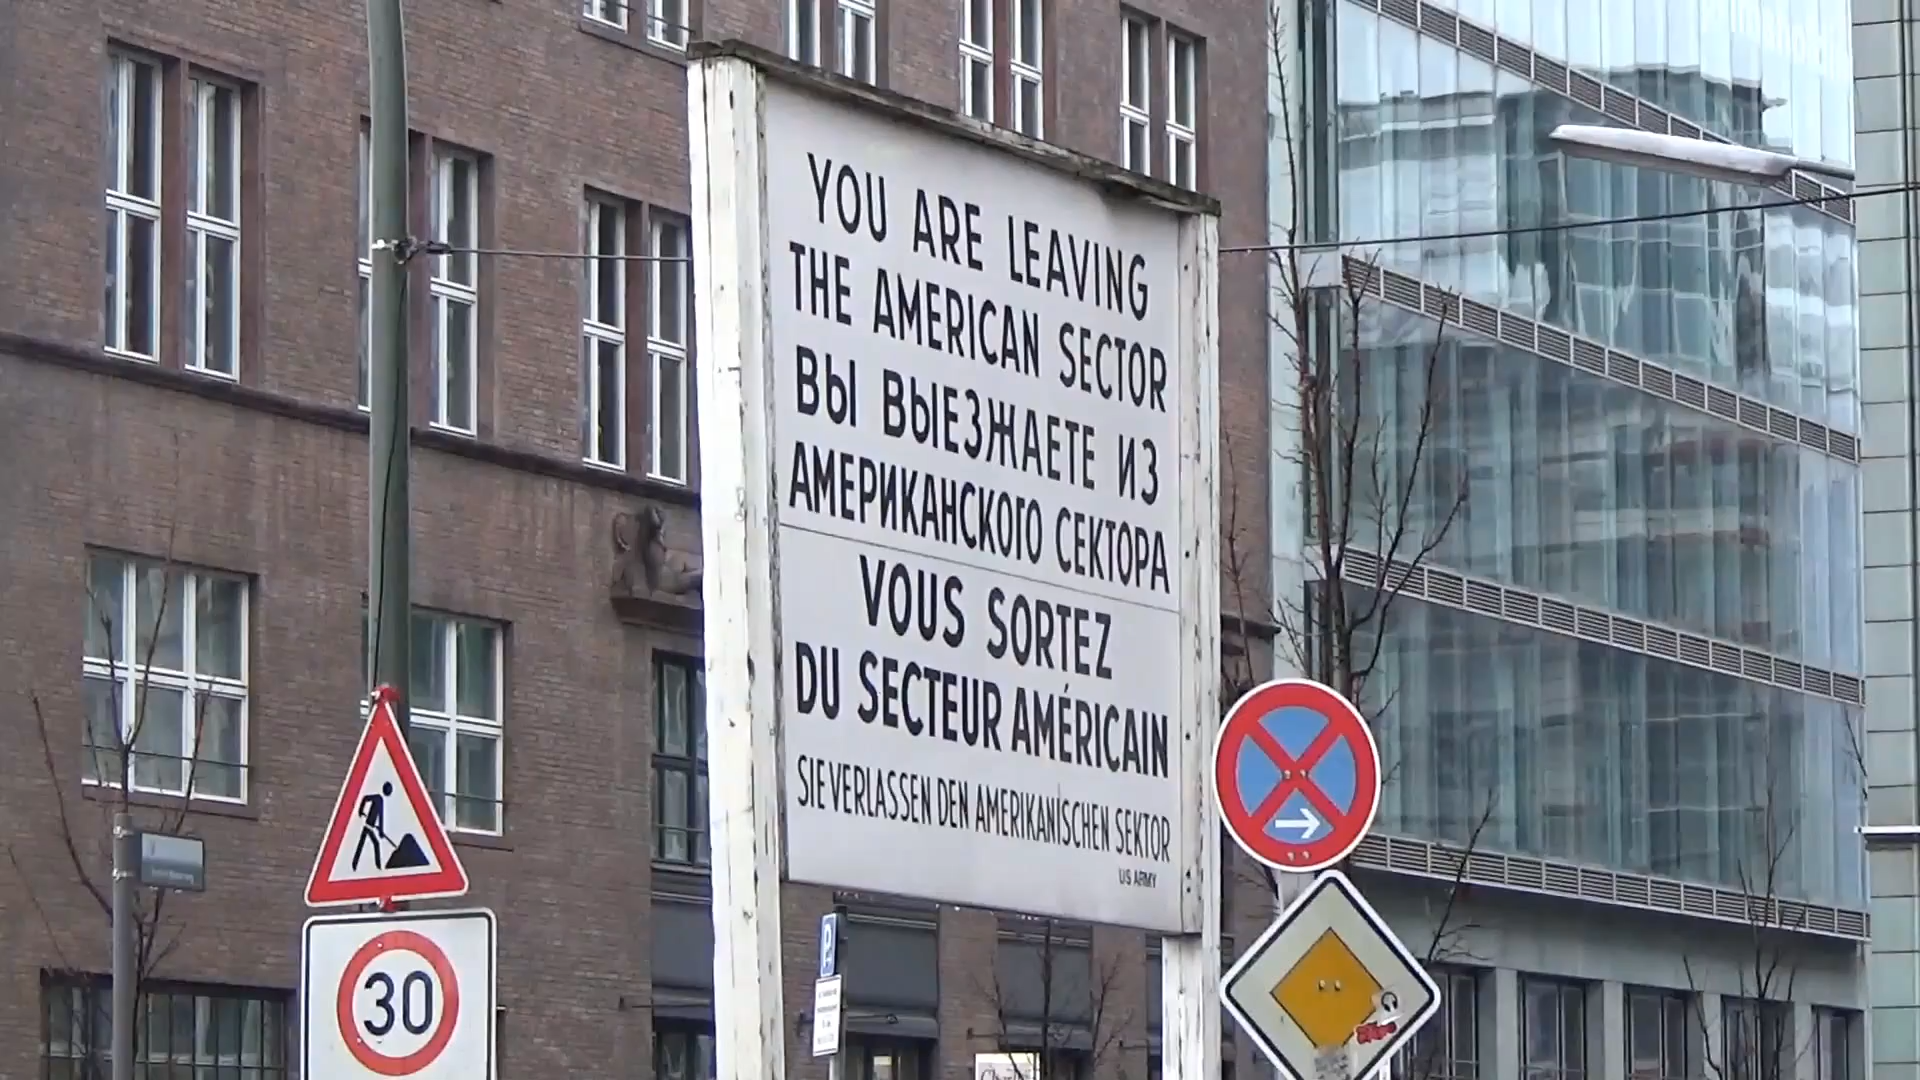 YOU ARE LEAVING
THE AMERICAN SECTOR
ВЫ ВЫЕЗЖАЕТЕ ИЗ
АМЕРИКАНСКОГО СЕКТОРА
VOUS SORTEZ
DU SECTEUR AMÉRICAIN
SIE VERLASSEN DEN AMERIKANISCHEN SEKTOR
US ARMY
30
P